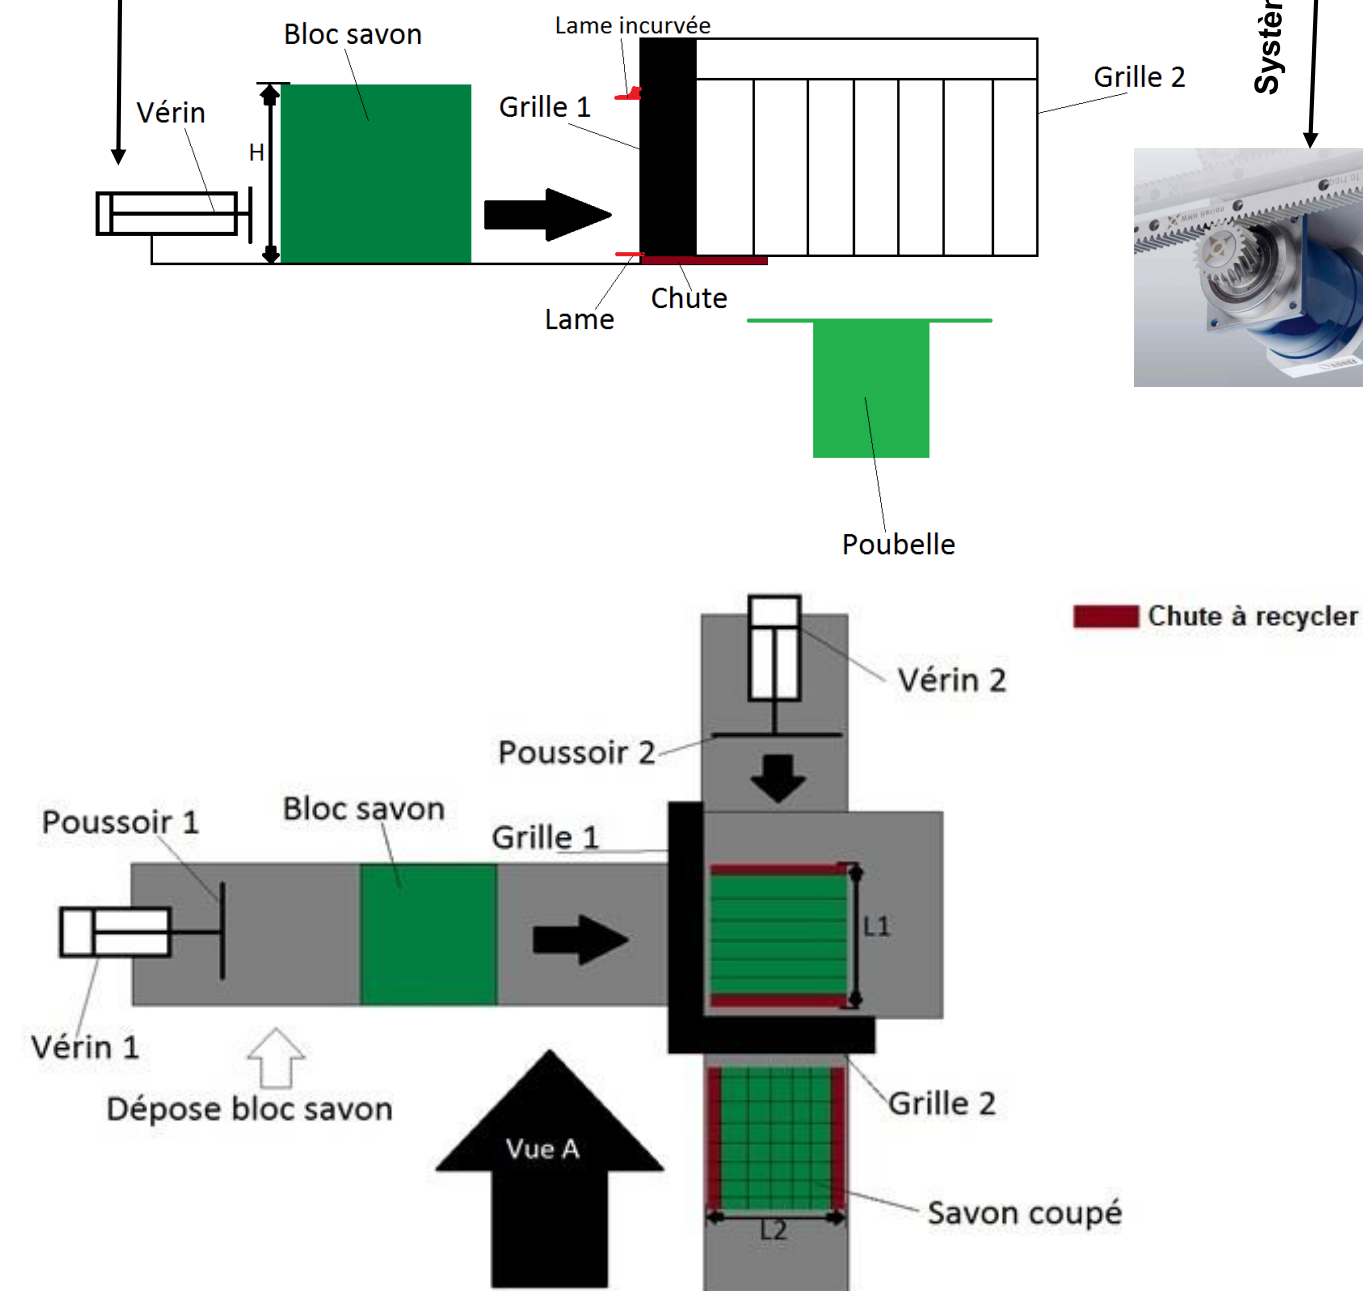 Lame incurvée
Bloc savon
Systèr
Grille 2
Vérin
Grille 1
H
Chute
Lame
Poubelle
Chute à recycler
Vérin 2
Poussoir 2
Bloc savon
Poussoir 1
Grille 1
L1
Vérin 1
Dépose bloc savon
Grille 2
Vue A
Savon coupé
L2